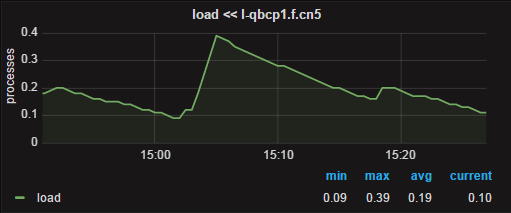 load << l-qbcp1.f.cn5
processes
0.4
0.3
0.2
0.1
0
15:00 15:10 15:20
min max avg current
load 0.09 0.39 0.19 0.10